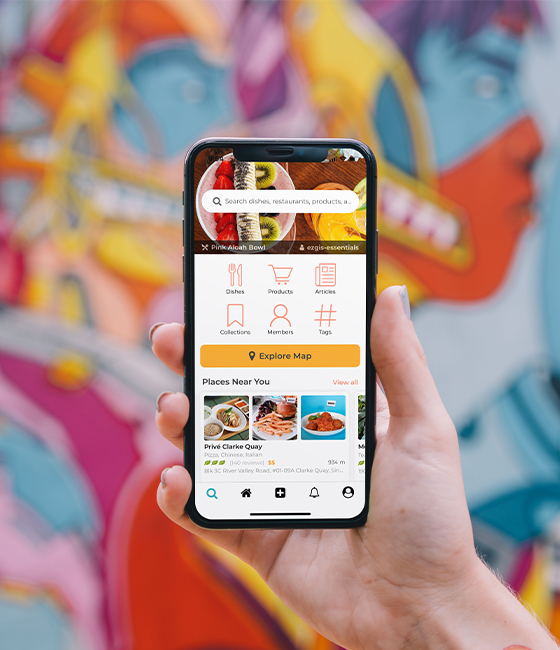 Search dishes, restaurants, products, a...
Pink Aloah Bowl
ezgis-essentials
Dishes
Products
Articles
Collections
Members
Tags
Explore Map
Places Near You
View all
Privé Clarke Quay
Pizza, Chinese, Italian
(140 reviews) $$
934 m
Blk 3C River Valley Road, #01-09A Clarke Quay, Sin...